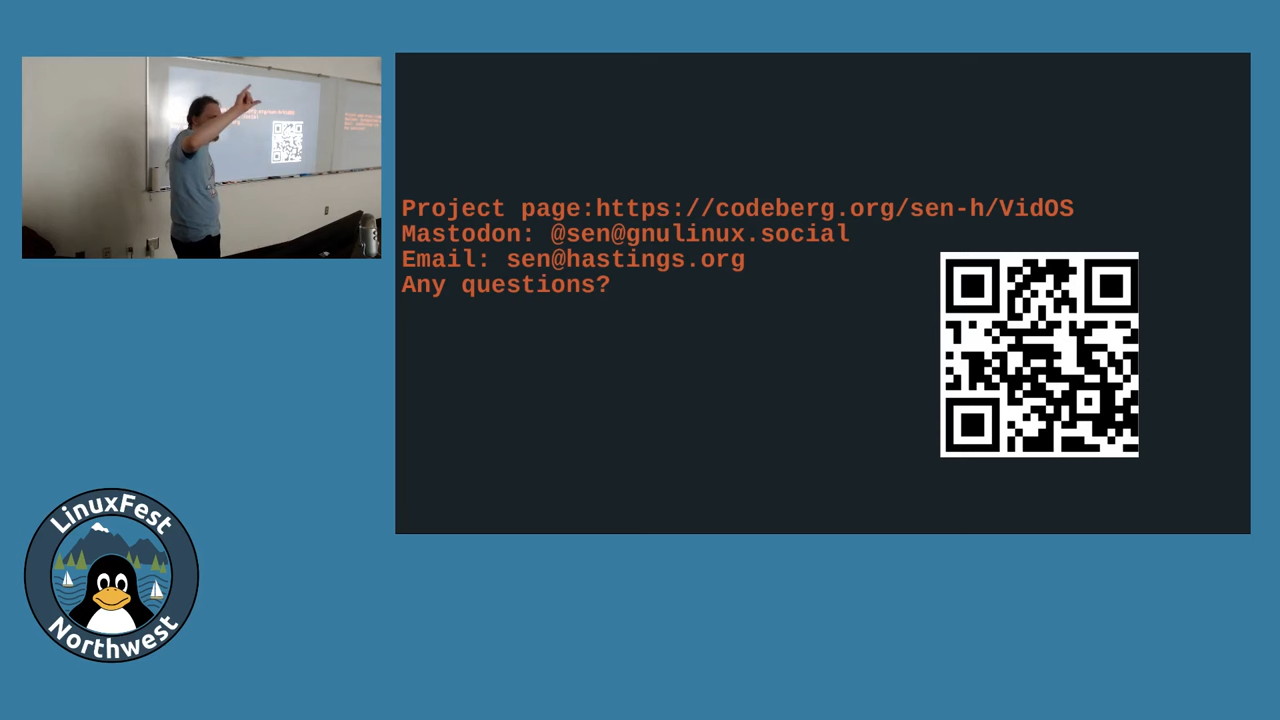 Project page:https://codeberg.org/sen-h/VidOS
Mastodon: @sen@gnulinux.social
Email: sen@hastings.org
Any questions?
LinuxFest
Northwest